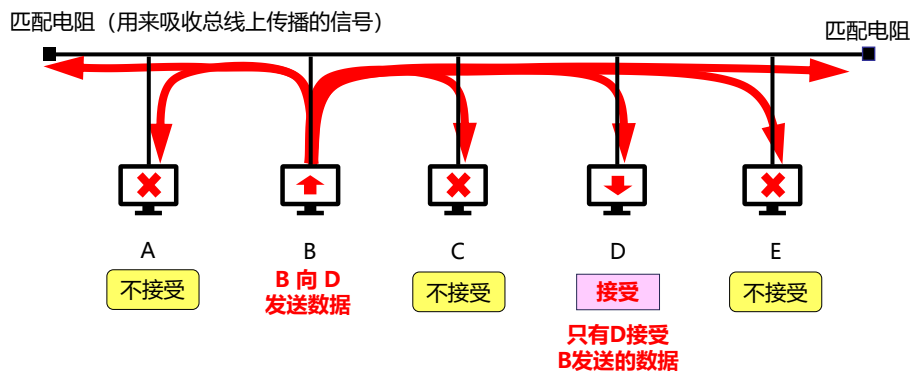 匹配电阻（用来吸收总线上传播的信号）
匹配电阻
A
B
C
D
E
不接受
B 向 D
发送数据
不接受
接受
不接受
只有D接受
B发送的数据